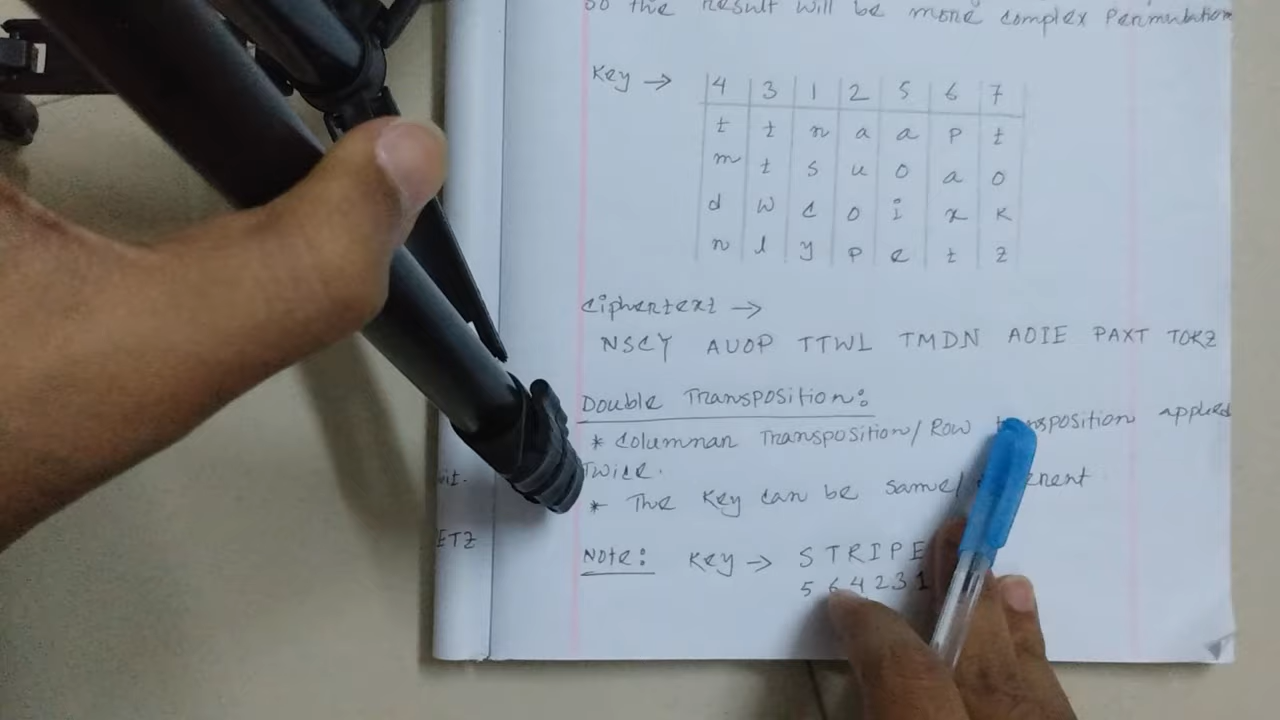 So the result will be more complex Permutation
Key → 4 3 1 2 5 6 7
t t n a a p t
m t s u o a o
d w c o i x k
n l y p e t z
Ciphertext →
NSCY AUOP TTWL TMDN AOIE PAXT TOKZ
Double Transposition:
* Columnar Transposition/Row applied
wit. Twice.
* The Key can be same/
ETZ Note: Key → STRIPE
5 6 4 2 3 1